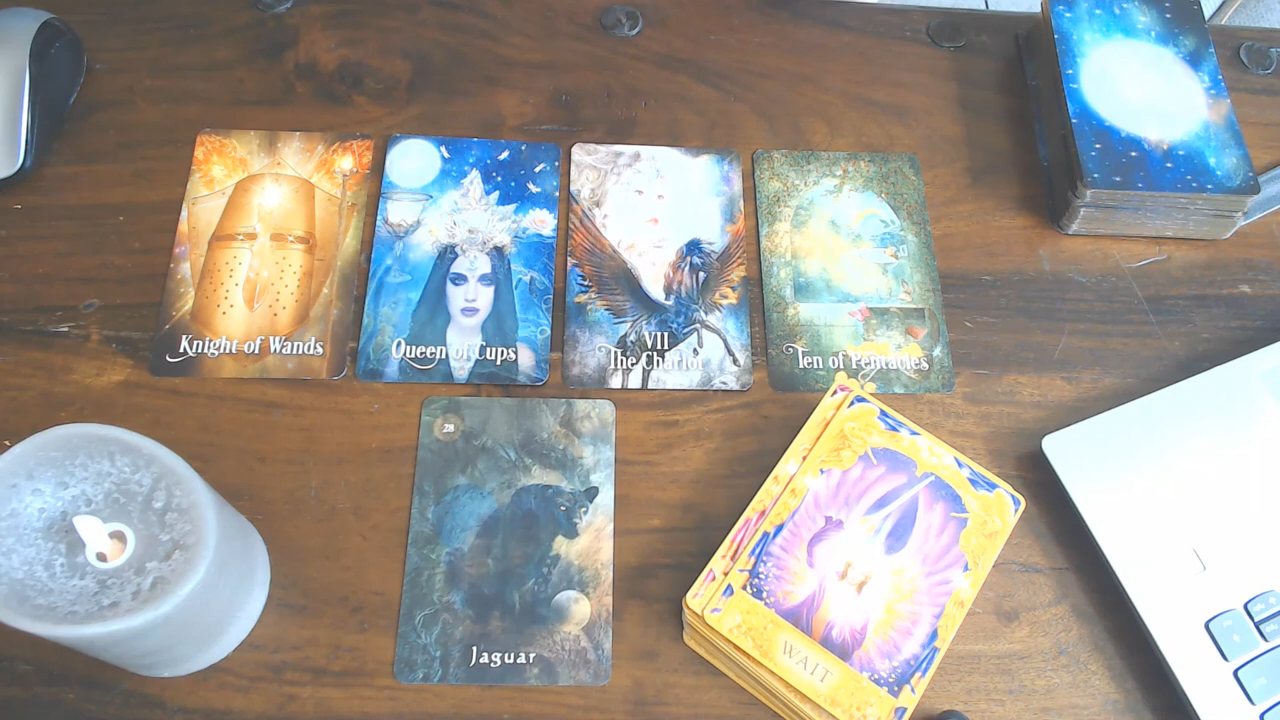 Knight of Wands
Queen of Cups
VII
The Chariot
Ten of Pentacles
28
Jaguar
WAIT